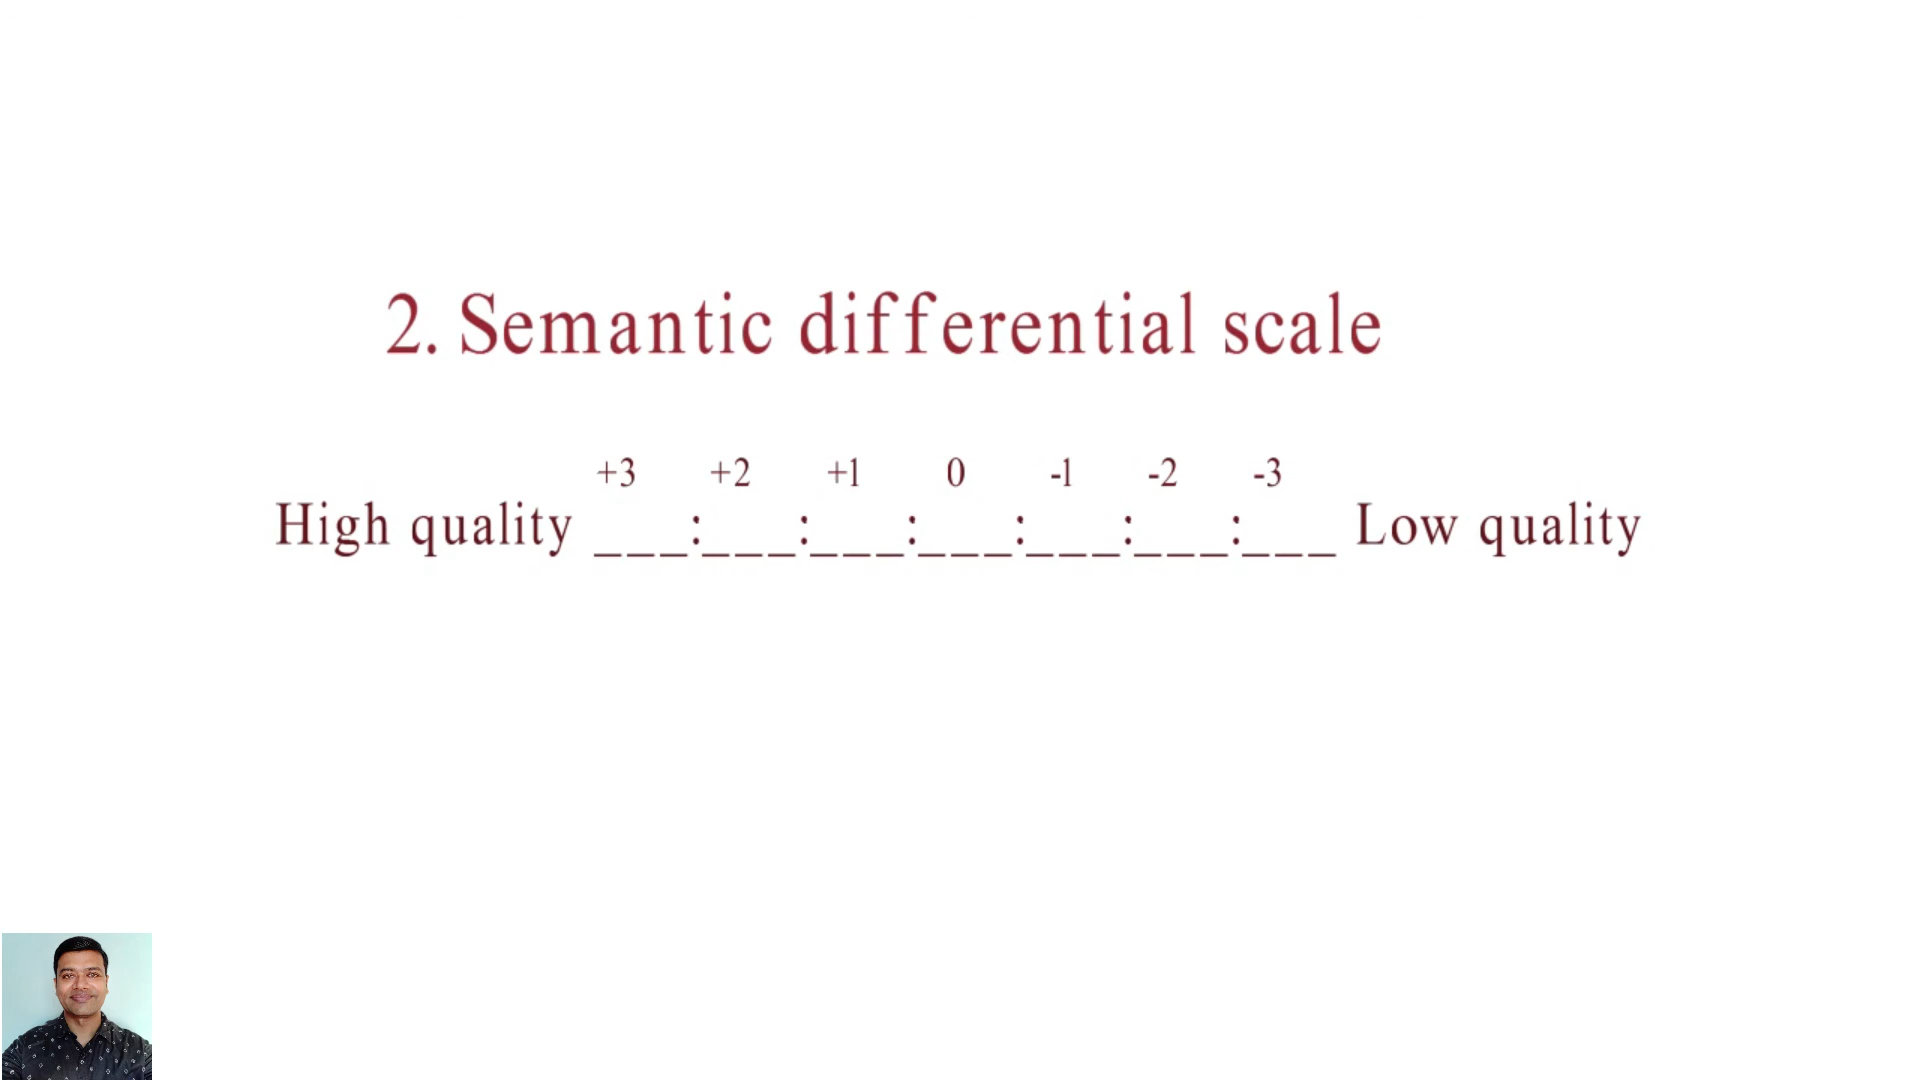 2. Semantic differential scale
+3 +2 +1 0 -1 -2 -3
High quality ___:___:___:___:___:___:___ Low quality